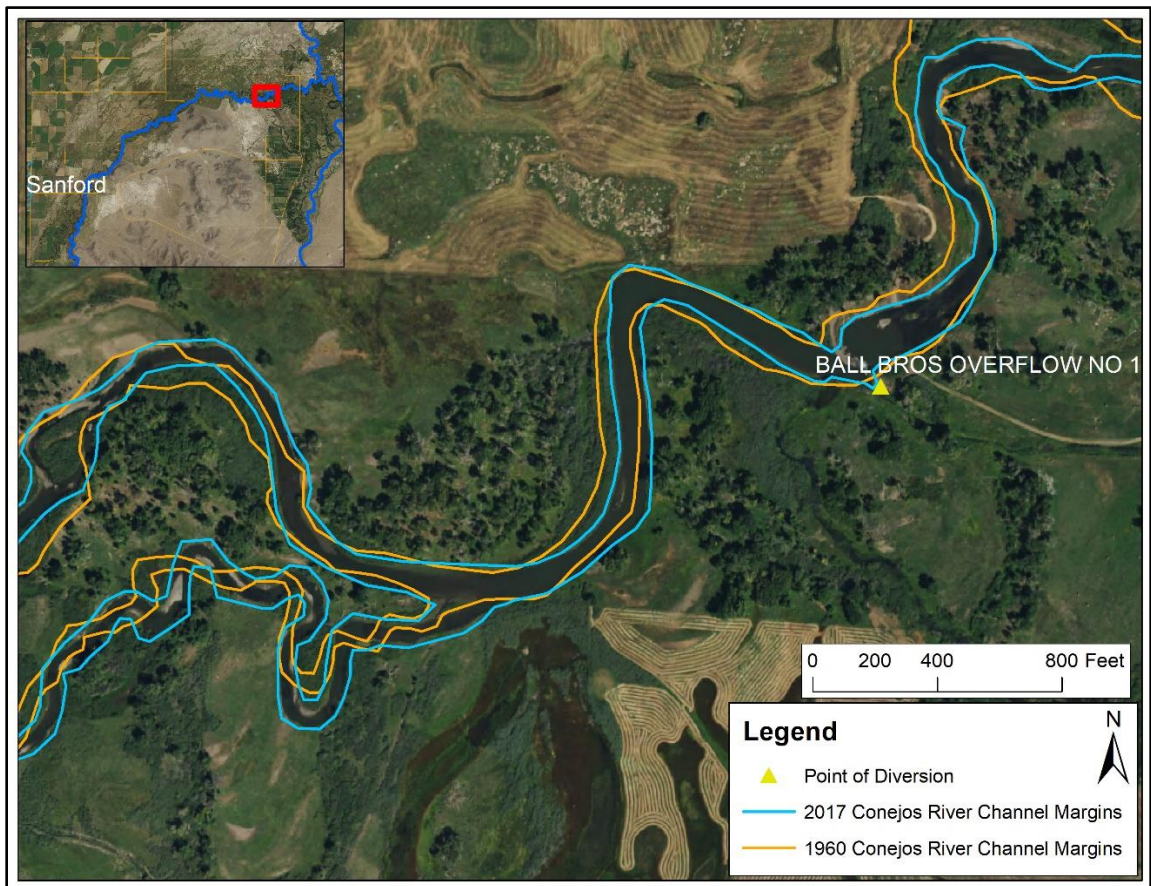 Sanford
BALL BROS OVERFLOW NO 1
0 200 400 800 Feet
Legend
N
Point of Diversion
2017 Conejos River Channel Margins
1960 Conejos River Channel Margins